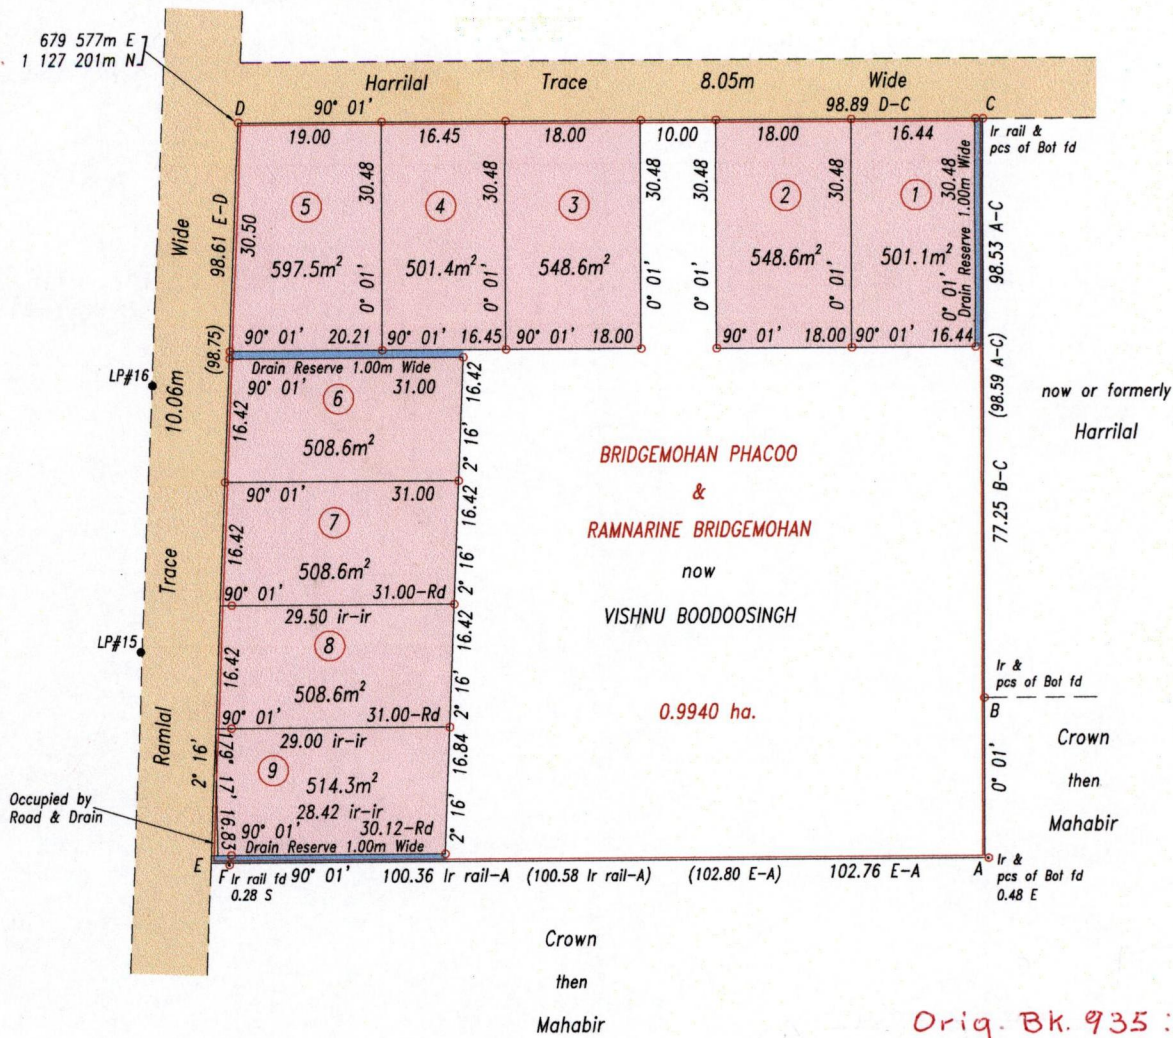 679 577m E
1 127 201m N
Harrilal Trace 8.05m Wide
D 90° 01' 98.89 D-C C
19.00 16.45 18.00 10.00 18.00 16.44
Ir rail &
pcs of Bot fd
Wide
98.61 E-D
30.50
5
597.5m²
30.48
0° 01'
4
501.4m²
30.48
0° 01'
3
548.6m²
30.48
0° 01'
30.48
0° 01'
2
548.6m²
30.48
0° 01'
1
501.1m²
30.48
0° 01'
Drain Reserve 1.00m Wide
98.53 A-C
90° 01' 20.21 90° 01' 16.45 90° 01' 18.00 90° 01' 18.00 90° 01' 16.44
(98.75)
(98.59 A-C)
Drain Reserve 1.00m Wide
LP#16
10.06m
90° 01' 31.00
6
508.6m²
16.42
16.42
2° 16'
now or formerly
Harrilal
BRIDGEMOHAN PHACOO
&
RAMNARINE BRIDGEMOHAN
now
VISHNU BOODOOSINGH
0.9940 ha.
77.25 B-C
90° 01' 31.00
7
508.6m²
16.42
16.42
2° 16'
Trace
90° 01' 31.00-Rd
29.50 ir-ir
LP#15
8
508.6m²
16.42
16.42
2° 16'
90° 01' 31.00-Rd
29.00 ir-ir
Ramlal
2° 16'
9
514.3m²
179° 17' 16.83
16.84
2° 16'
28.42 ir-ir
90° 01' 30.12-Rd
Drain Reserve 1.00m Wide
Occupied by
Road & Drain
Ir &
pcs of Bot fd
B
0° 01'
Crown
then
Mahabir
E
F Ir rail fd 90° 01' 100.36 Ir rail-A (100.58 Ir rail-A) (102.80 E-A) 102.76 E-A A
0.28 S
Ir &
pcs of Bot fd
0.48 E
Crown
then
Mahabir
Orig. BK. 935 :